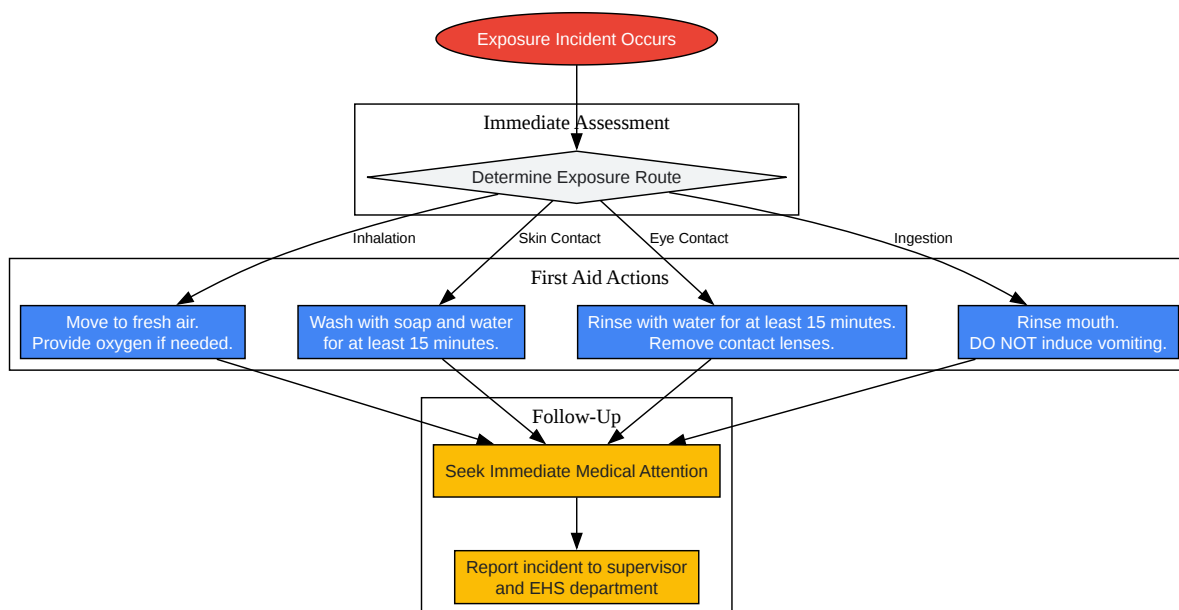 Exposure Incident Occurs
Immediate Assessment
Determine Exposure Route
Inhalation
Skin Contact
Eye Contact
Ingestion
First Aid Actions
Move to fresh air.
Provide oxygen if needed.
Wash with soap and water
for at least 15 minutes.
Rinse with water for at least 15 minutes.
Remove contact lenses.
Rinse mouth.
DO NOT induce vomiting.
Follow-Up
Seek Immediate Medical Attention
Report incident to supervisor
and EHS department